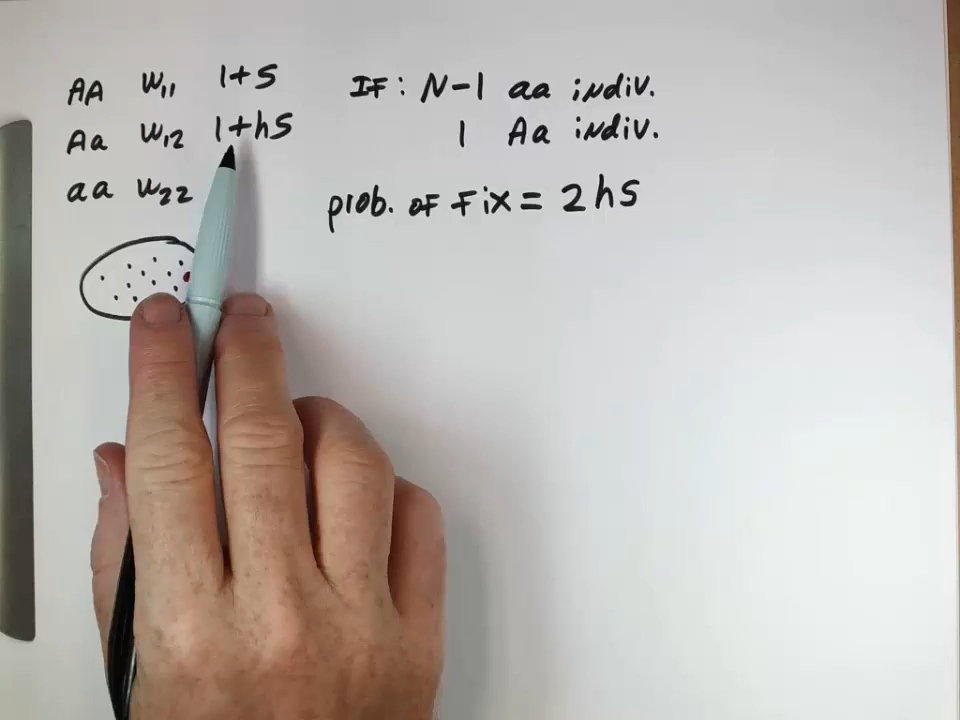 AA W11 1+S
Aa W12 1+hS
aa W22
IF: N-1 aa indiv.
1 Aa indiv.
prob. of Fix = 2hs